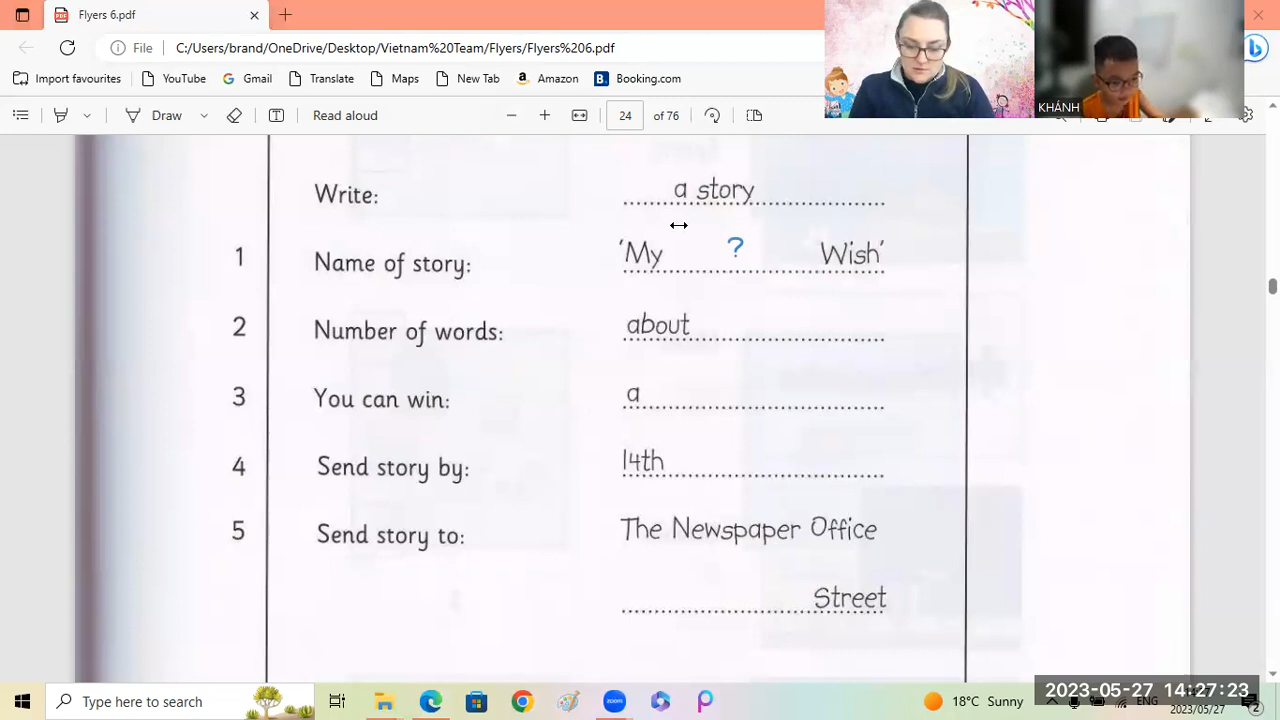 Flyers 6.pdf
File C:/Users/brand/OneDrive/Desktop/Vietnam%20Team/Flyers/Flyers%206.pdf
Import favourites YouTube Gmail Translate Maps New Tab Amazon Booking.com
Draw Read aloud 24 of 76
KHÁNH
Write: a story
1 Name of story: 'My ? Wish'
2 Number of words: about
3 You can win: a
4 Send story by: 14th
5 Send story to: The Newspaper Office
Street
Type here to search
18°C Sunny
ENG
2023-05-27 14:27:23
2023/05/27
2